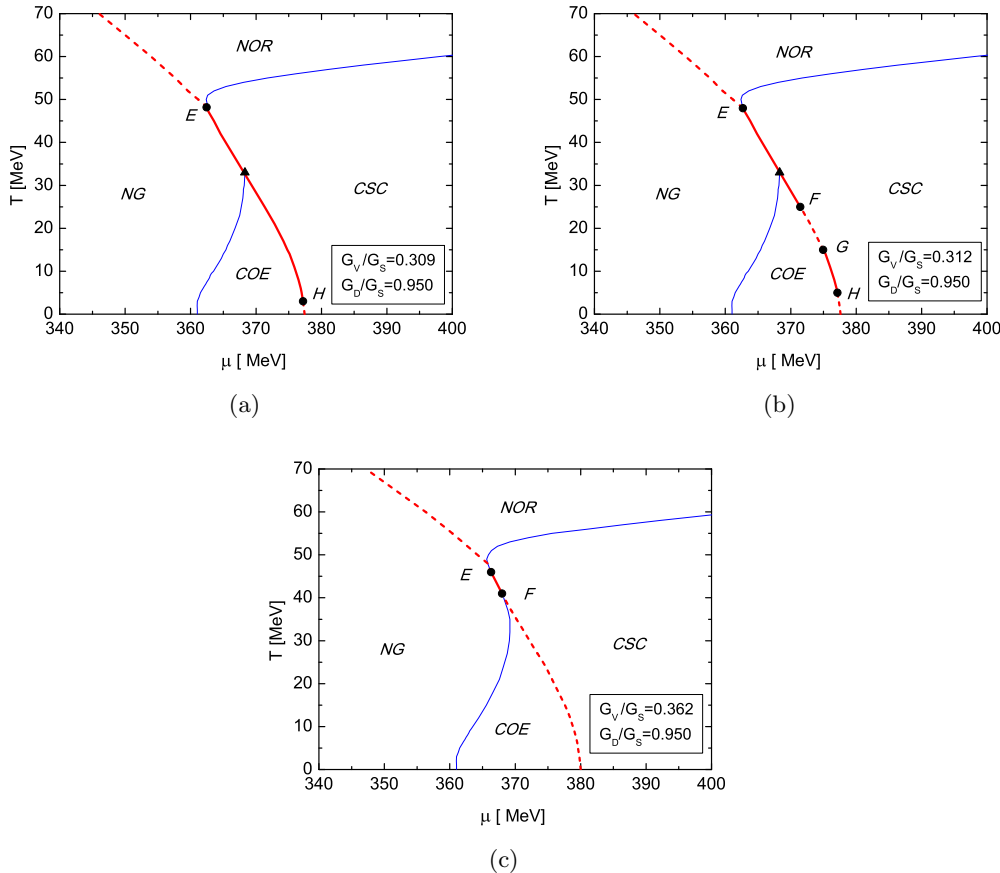 70
60
50
40
30
20
10
0
T [MeV]
NOR
E
NG
CSC
COE
H
G_V/G_S=0.309
G_D/G_S=0.950
340 350 360 370 380 390 400
μ [ MeV]
(a)
70
60
50
40
30
20
10
0
T [MeV]
NOR
E
NG
CSC
F
G
COE
H
G_V/G_S=0.312
G_D/G_S=0.950
340 350 360 370 380 390 400
μ [ MeV]
(b)
70
60
50
40
30
20
10
0
T [MeV]
NOR
E
F
NG
CSC
COE
G_V/G_S=0.362
G_D/G_S=0.950
340 350 360 370 380 390 400
μ [ MeV]
(c)